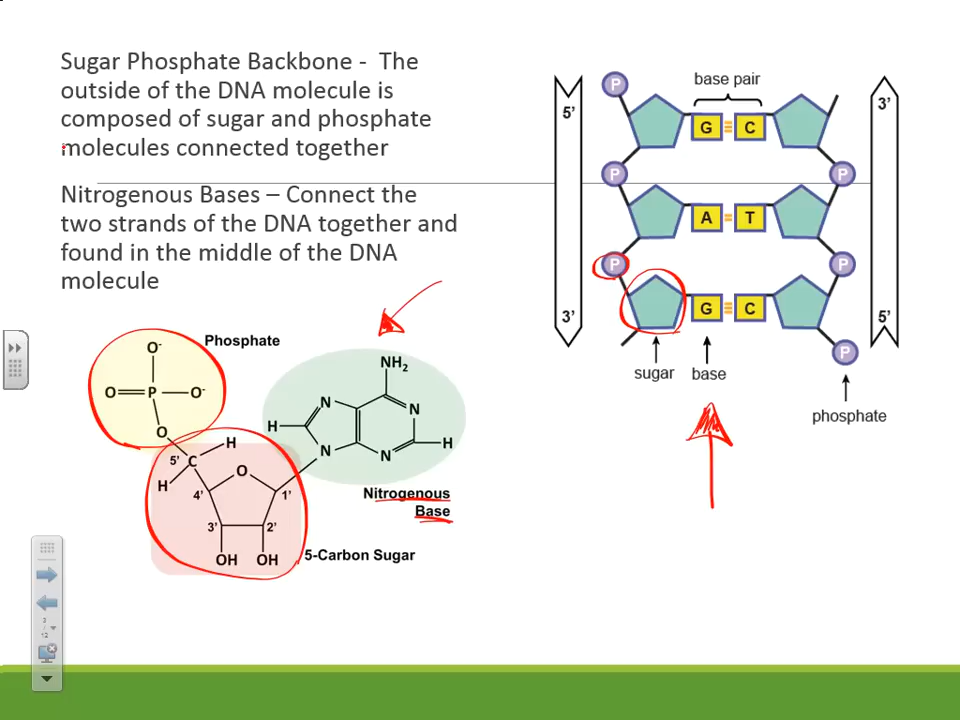 Sugar Phosphate Backbone - The
outside of the DNA molecule is
composed of sugar and phosphate
molecules connected together
Nitrogenous Bases – Connect the
two strands of the DNA together and
found in the middle of the DNA
molecule
base pair
5'
3'
P
G
C
P
P
A
T
P
P
G
C
3'
5'
P
sugar
base
phosphate
Phosphate
O-
O
P
O-
O
NH2
N
N
H
H
N
N
5'
C
H
H
O
4'
1'
3'
2'
OH
OH
Nitrogenous
Base
5-Carbon Sugar
3
/
12